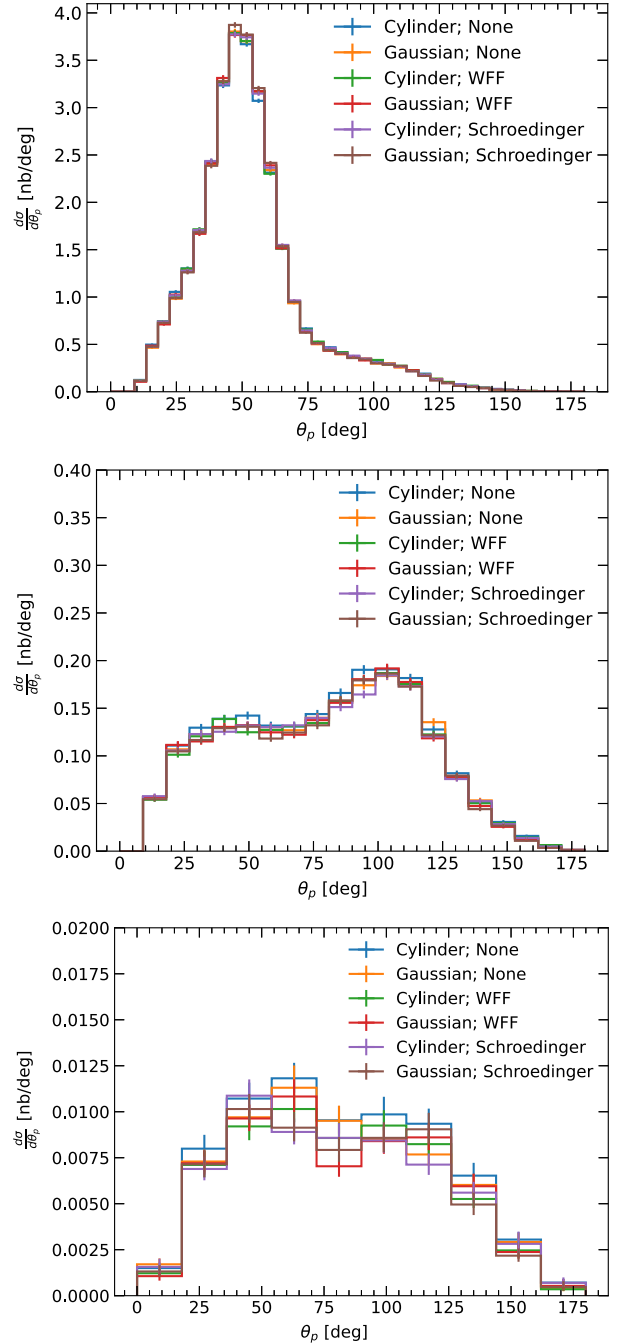 4.0
3.5
3.0
2.5
2.0
1.5
1.0
0.5
0.0
dσ/dθp [nb/deg]
Cylinder; None
Gaussian; None
Cylinder; WFF
Gaussian; WFF
Cylinder; Schroedinger
Gaussian; Schroedinger
0 25 50 75 100 125 150 175
θp [deg]
0.40
0.35
0.30
0.25
0.20
0.15
0.10
0.05
0.00
dσ/dθp [nb/deg]
Cylinder; None
Gaussian; None
Cylinder; WFF
Gaussian; WFF
Cylinder; Schroedinger
Gaussian; Schroedinger
0 25 50 75 100 125 150 175
θp [deg]
0.0200
0.0175
0.0150
0.0125
0.0100
0.0075
0.0050
0.0025
0.0000
dσ/dθp [nb/deg]
Cylinder; None
Gaussian; None
Cylinder; WFF
Gaussian; WFF
Cylinder; Schroedinger
Gaussian; Schroedinger
0 25 50 75 100 125 150 175
θp [deg]